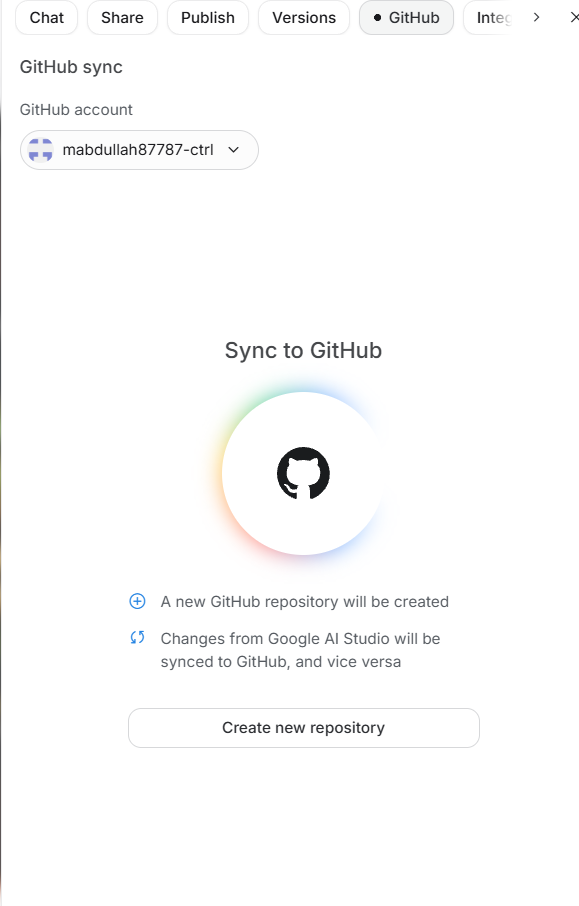 Chat Share Publish Versions GitHub
GitHub sync
GitHub account
mabdullah87787-ctrl
Sync to GitHub
A new GitHub repository will be created
Changes from Google AI Studio will be
synced to GitHub, and vice versa
Create new repository